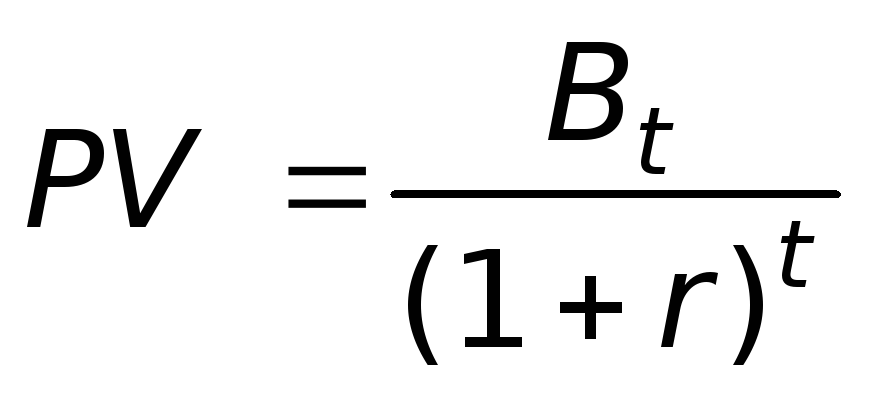 PV = B_t / (1 + r)^t